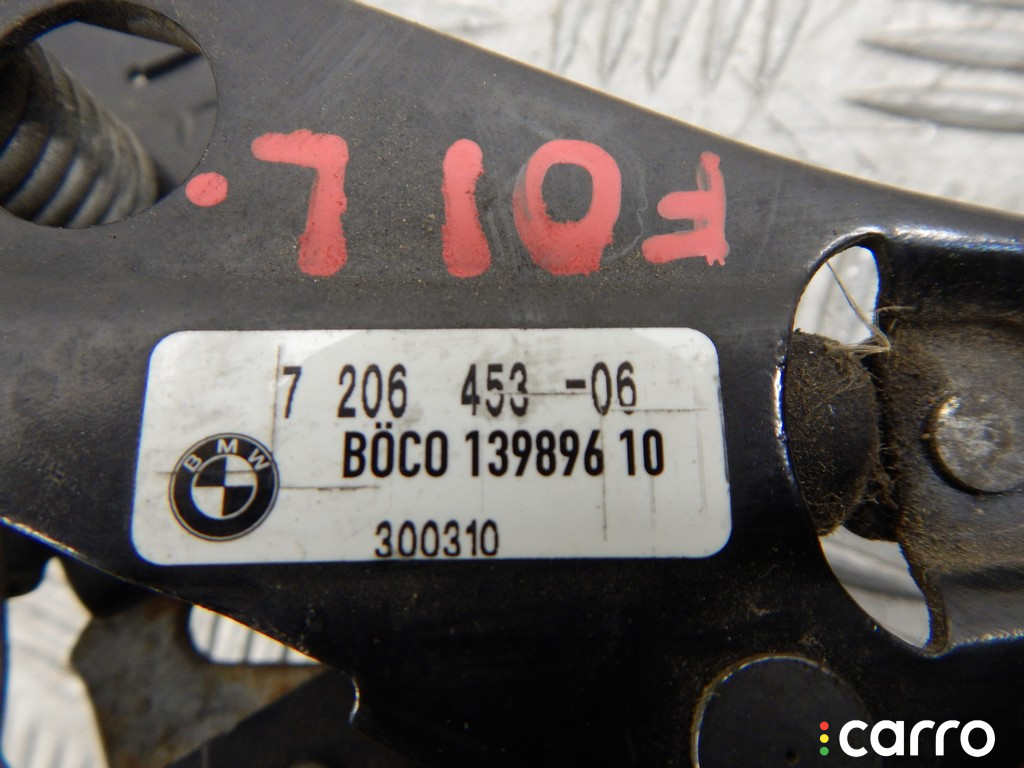 F01 L.
7 206 453 -06
BÖCO 139896 10
BMW
300310
carro